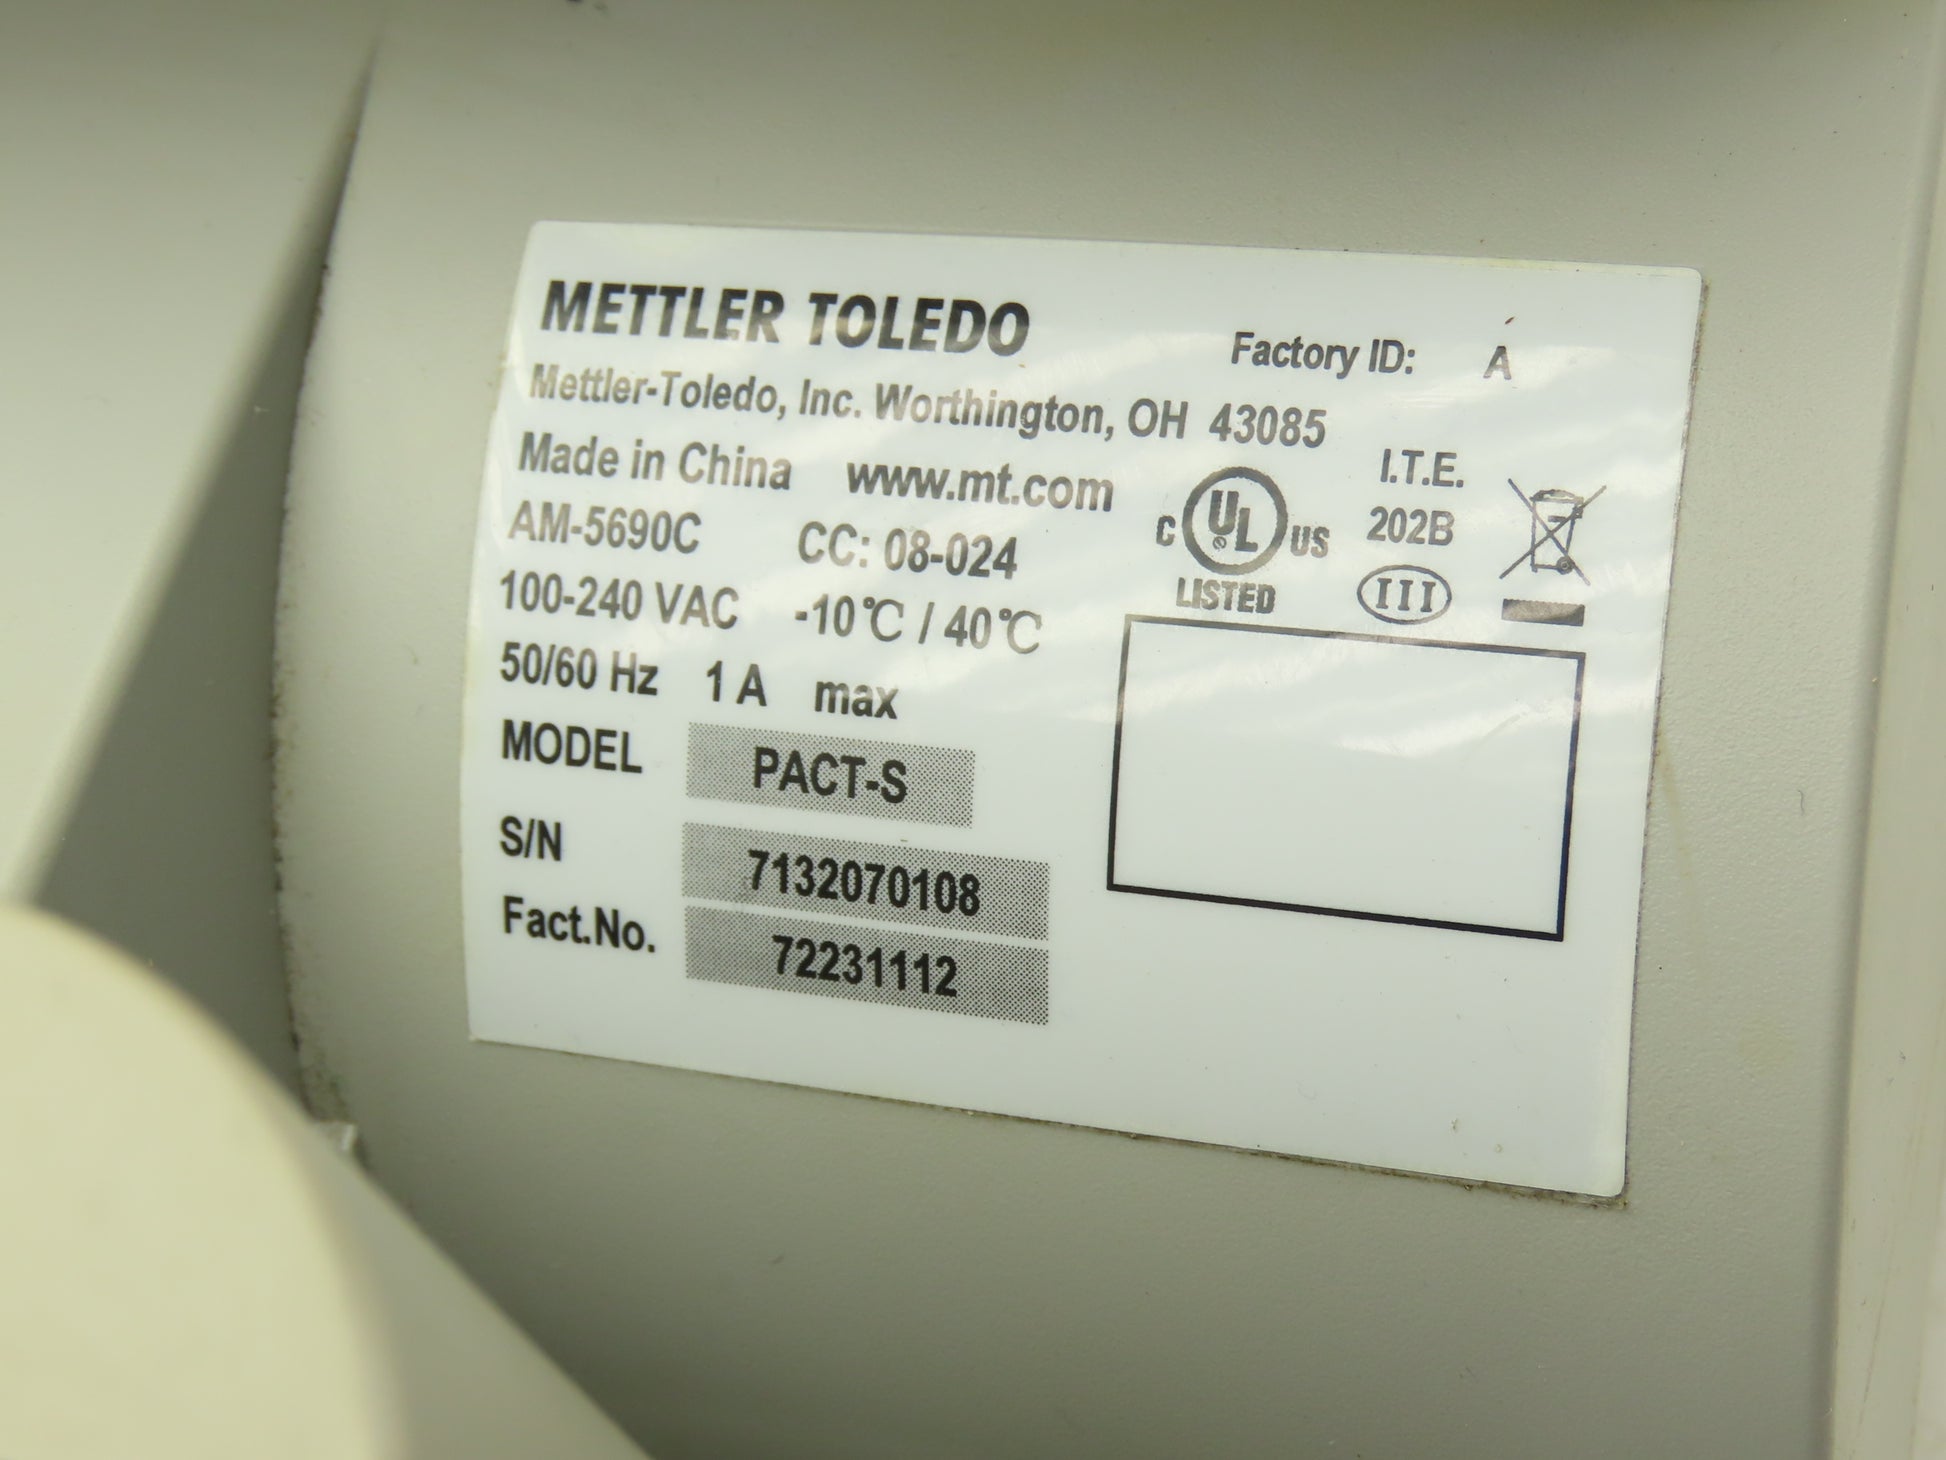 METTLER TOLEDO
Factory ID: A
Mettler-Toledo, Inc. Worthington, OH 43085
Made in China www.mt.com
AM-5690C CC: 08-024
100-240 VAC -10℃ / 40℃
50/60 Hz 1 A max
C UL US
LISTED
I.T.E.
202B
III
MODEL PACT-S
S/N 7132070108
Fact.No. 72231112